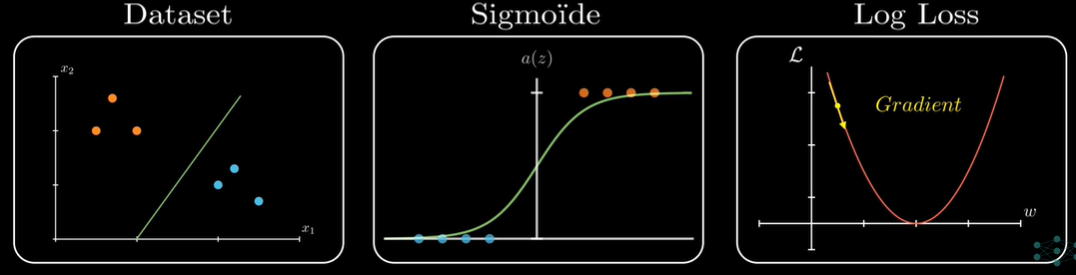 Dataset
x₂
x₁
Sigmoïde
a(z)
Log Loss
ℒ
Gradient
w